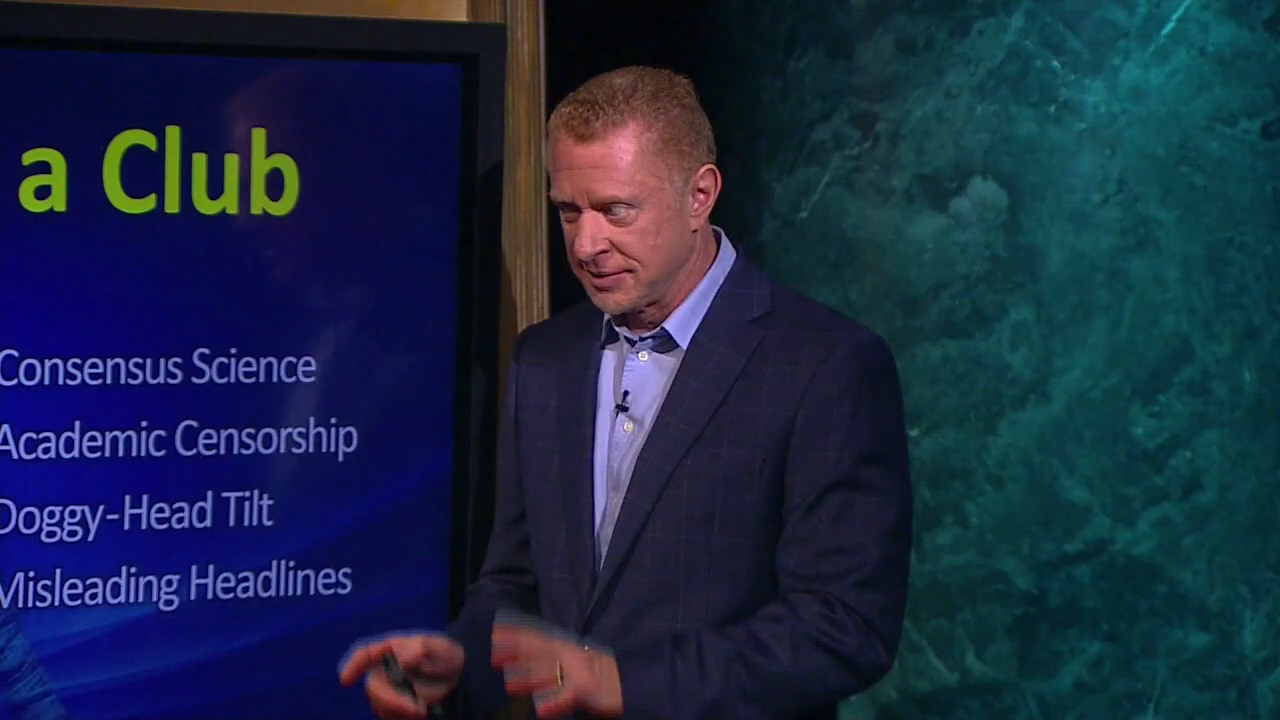 a Club
Consensus Science
Academic Censorship
Doggy-Head Tilt
Misleading Headlines